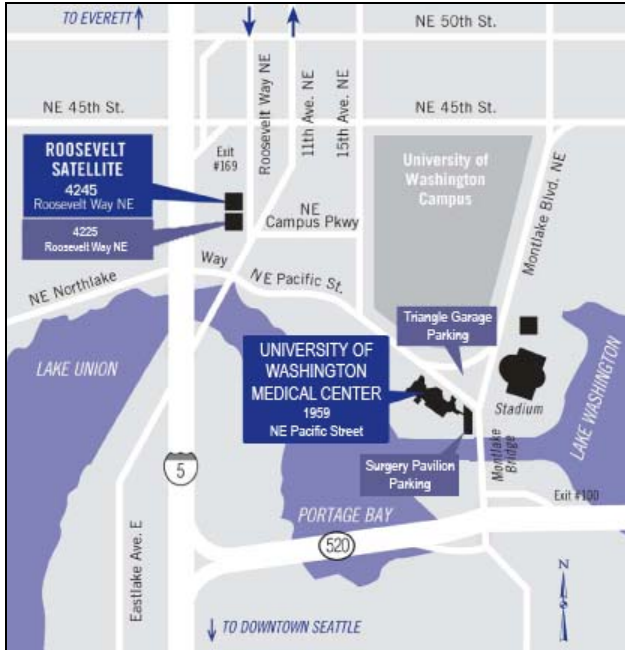 TO EVERETT
NE 50th St.
NE 45th St.
NE 45th St.
Roosevelt Way NE
11th Ave. NE
15th Ave. NE
Exit
#169
ROOSEVELT
SATELLITE
4245
Roosevelt Way NE
4225
Roosevelt Way NE
University of
Washington
Campus
Montlake Blvd. NE
NE
Campus Pkwy
NE Northlake
Way
NE Pacific St.
Triangle Garage
Parking
LAKE UNION
UNIVERSITY OF
WASHINGTON
MEDICAL CENTER
1959
NE Pacific Street
Stadium
LAKE WASHINGTON
Montlake
Bridge
Surgery Pavilion
Parking
5
Exit #100
PORTAGE BAY
520
Eastlake Ave. E
N
TO DOWNTOWN SEATTLE